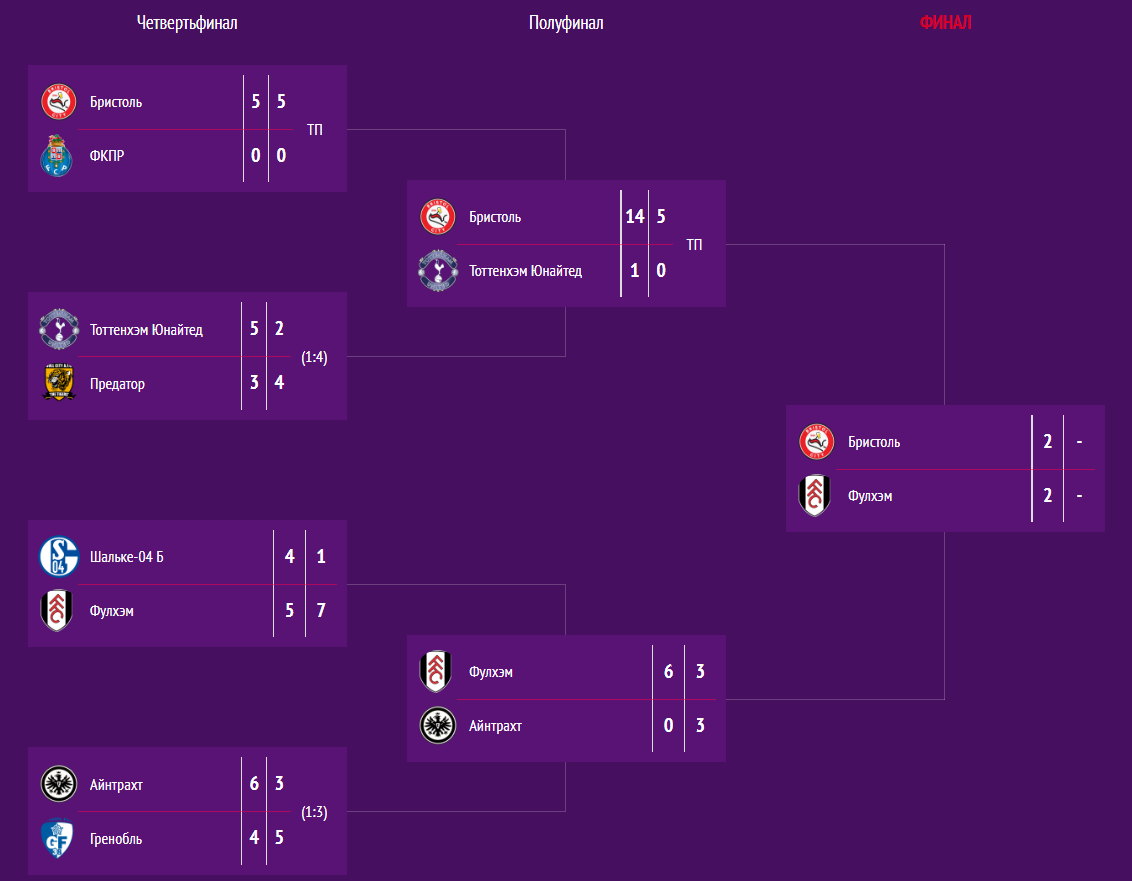 Четвертьфинал
Полуфинал
ФИНАЛ
Бристоль 5 5
ТП
ФКПР 0 0
Тоттенхэм Юнайтед 5 2
(1:4)
Предатор 3 4
Шальке-04 Б 4 1
Фулхэм 5 7
Айнтрахт 6 3
(1:3)
Гренобль 4 5
Бристоль 14 5
ТП
Тоттенхэм Юнайтед 1 0
Фулхэм 6 3
Айнтрахт 0 3
Бристоль 2 -
Фулхэм 2 -